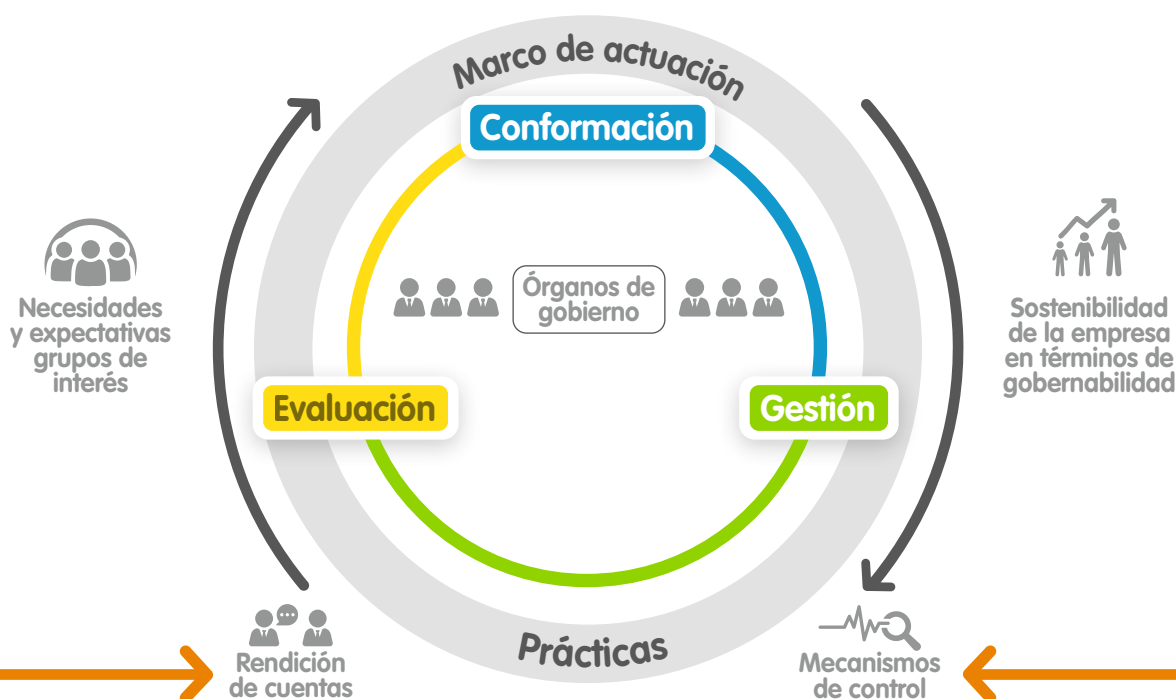 Marco de actuación
Conformación
Órganos de
gobierno
Necesidades
y expectativas
grupos de
interés
Sostenibilidad
de la empresa
en términos de
gobernabilidad
Evaluación
Gestión
Prácticas
Rendición
de cuentas
Mecanismos
de control